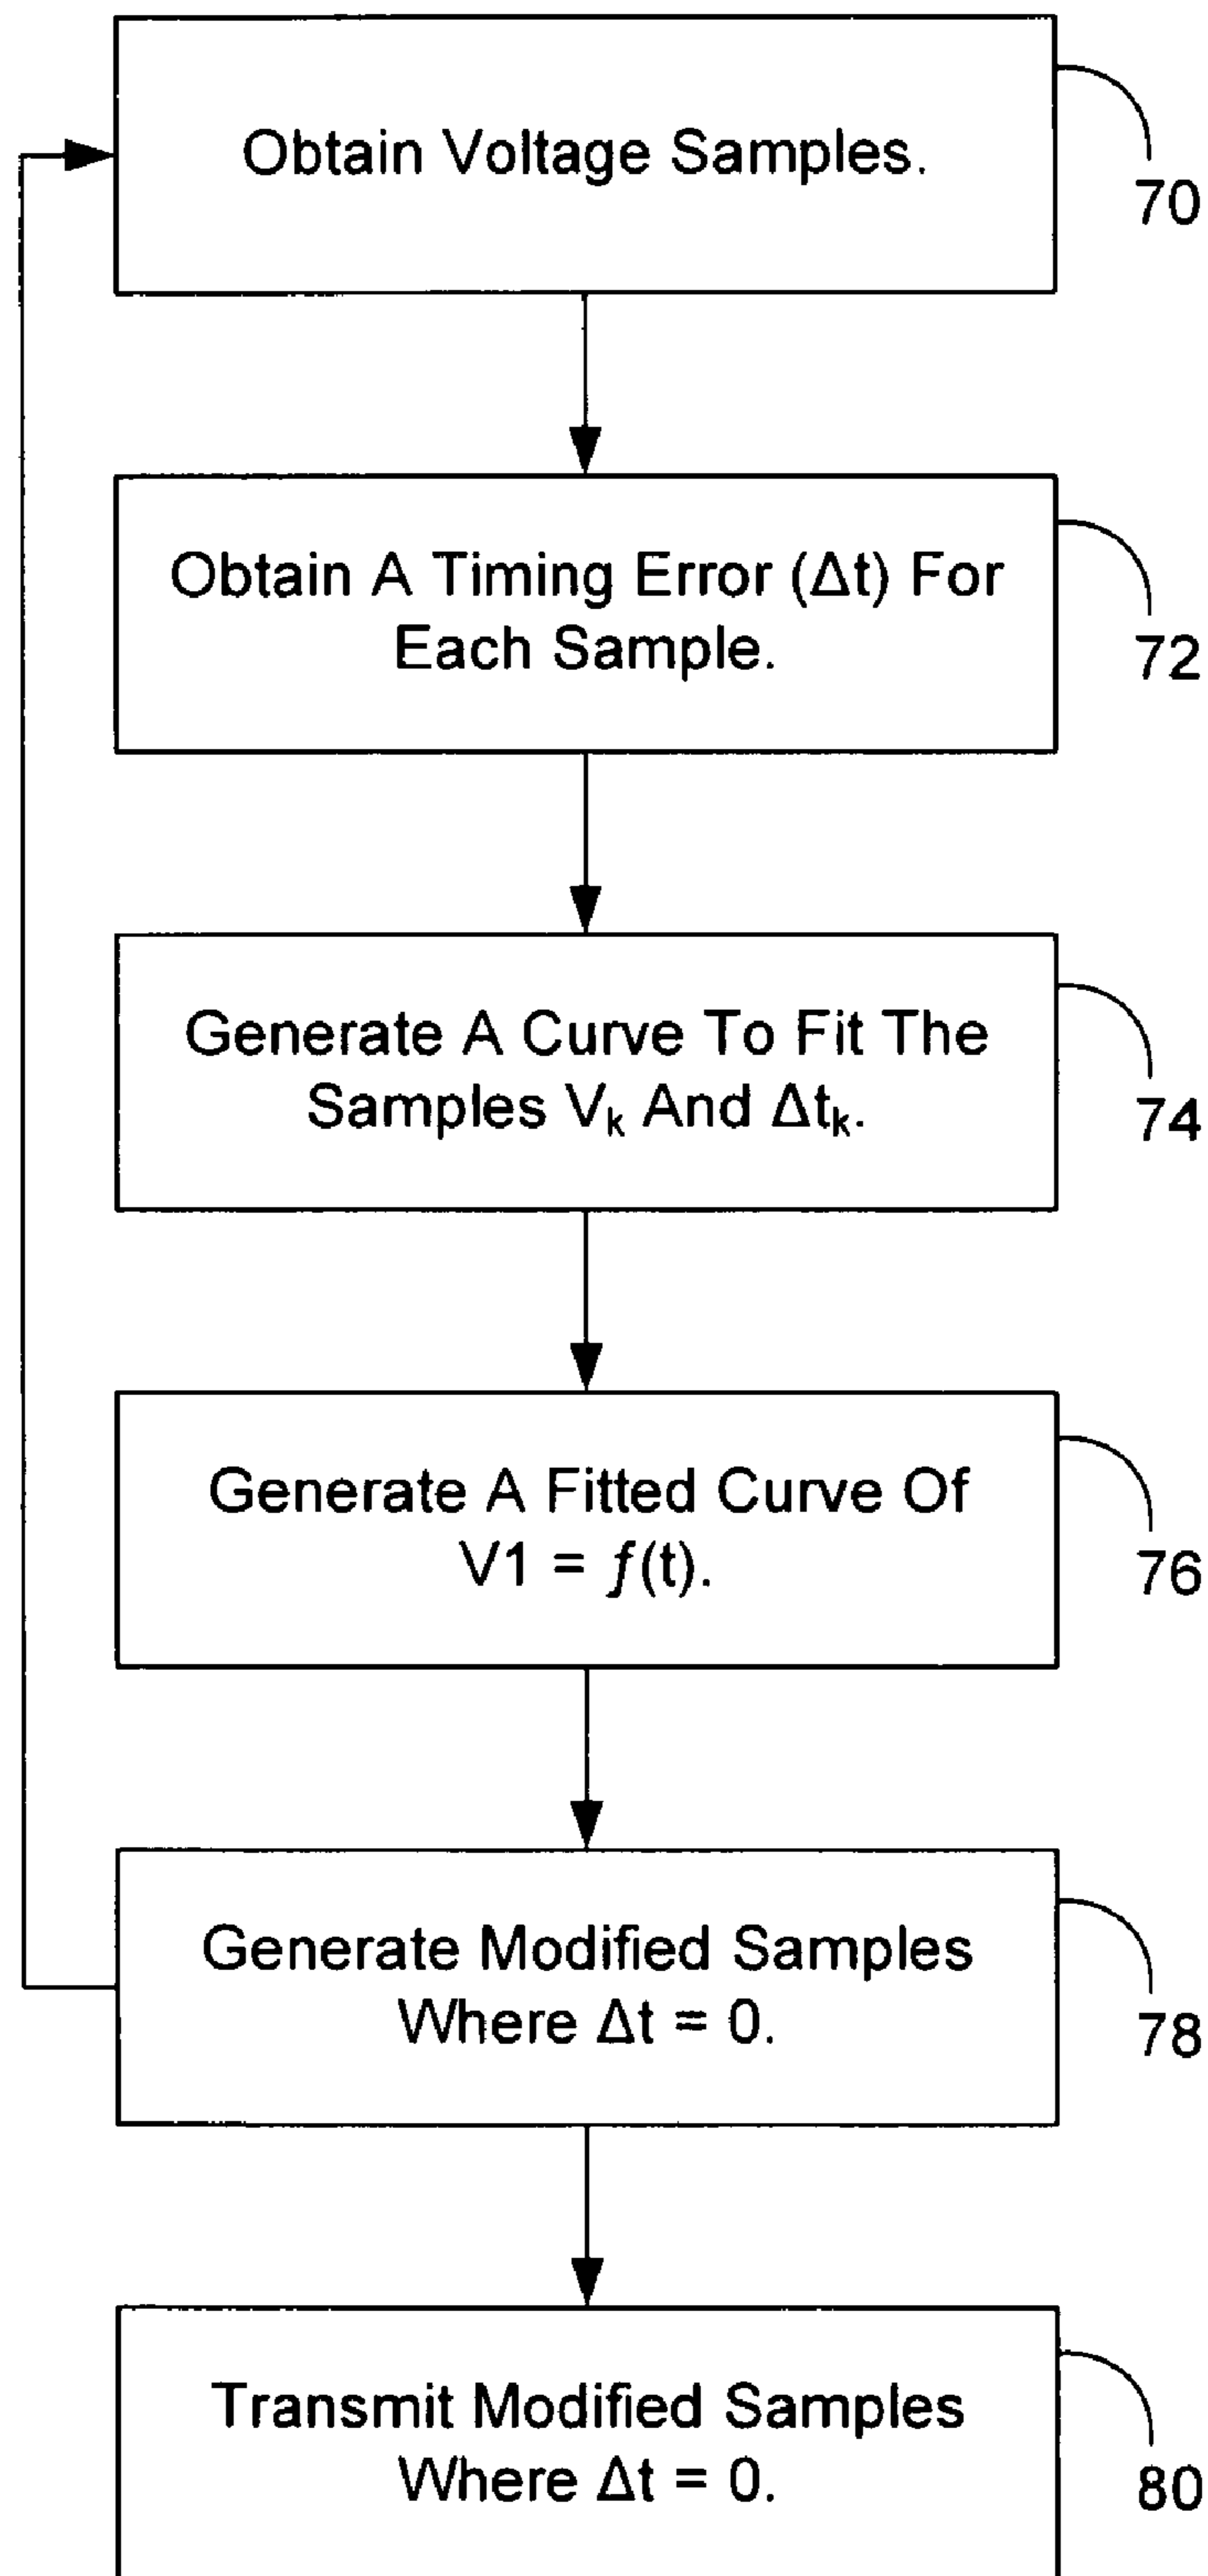 Obtain Voltage Samples.
70
Obtain A Timing Error (Δt) For
Each Sample.
72
Generate A Curve To Fit The
Samples Vₖ And Δtₖ.
74
Generate A Fitted Curve Of
V1 = ƒ(t).
76
Generate Modified Samples
Where Δt = 0.
78
Transmit Modified Samples
Where Δt = 0.
80